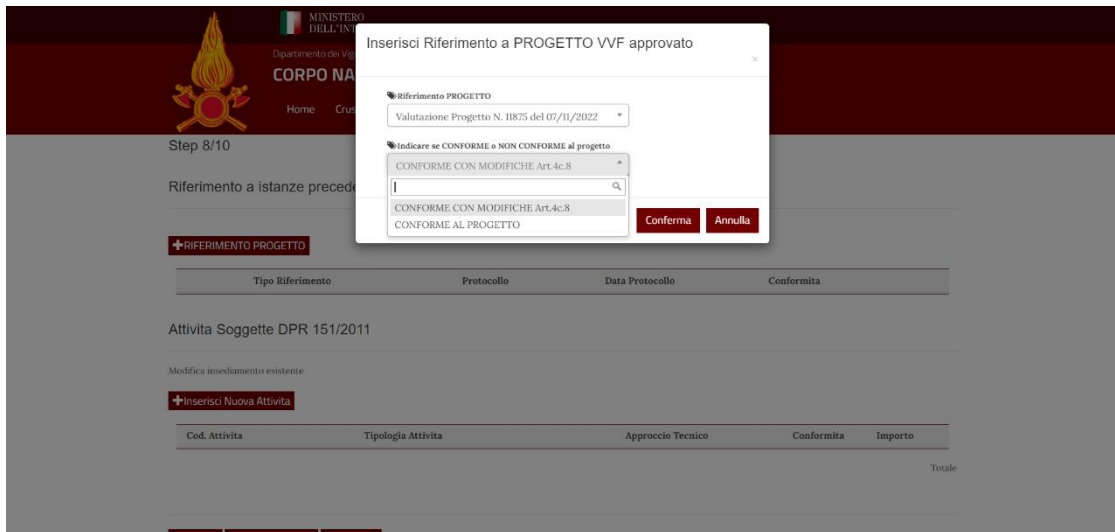 MINISTERO
DELL'INT
Dipartimento dei Vig
CORPO NA
Home Crus
Inserisci Riferimento a PROGETTO VVF approvato
×
Riferimento PROGETTO
Valutazione Progetto N. 11875 del 07/11/2022
Indicare se CONFORME o NON CONFORME al progetto
CONFORME CON MODIFICHE Art.4c.8
CONFORME CON MODIFICHE Art.4c.8
CONFORME AL PROGETTO
Conferma Annulla
Step 8/10
Riferimento a istanze precede
+RIFERIMENTO PROGETTO
Tipo Riferimento Protocollo Data Protocollo Conformita
Attivita Soggette DPR 151/2011
Modifica insediamento esistente
+Inserisci Nuova Attivita
Cod. Attivita Tipologia Attivita Approccio Tecnico Conformita Importo
Totale